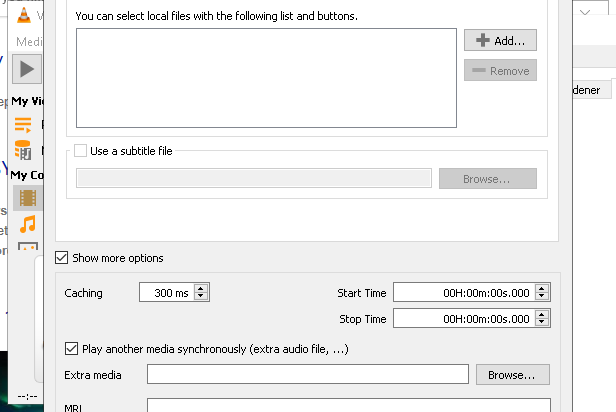 You can select local files with the following list and buttons.
Add...
Remove
Use a subtitle file
Browse...
Show more options
Caching
300 ms
Start Time
00H:00m:00s.000
Stop Time
00H:00m:00s.000
Play another media synchronously (extra audio file, ...)
Extra media
Browse...
MRL
Medi
My Vi
My Co
--:--
dener